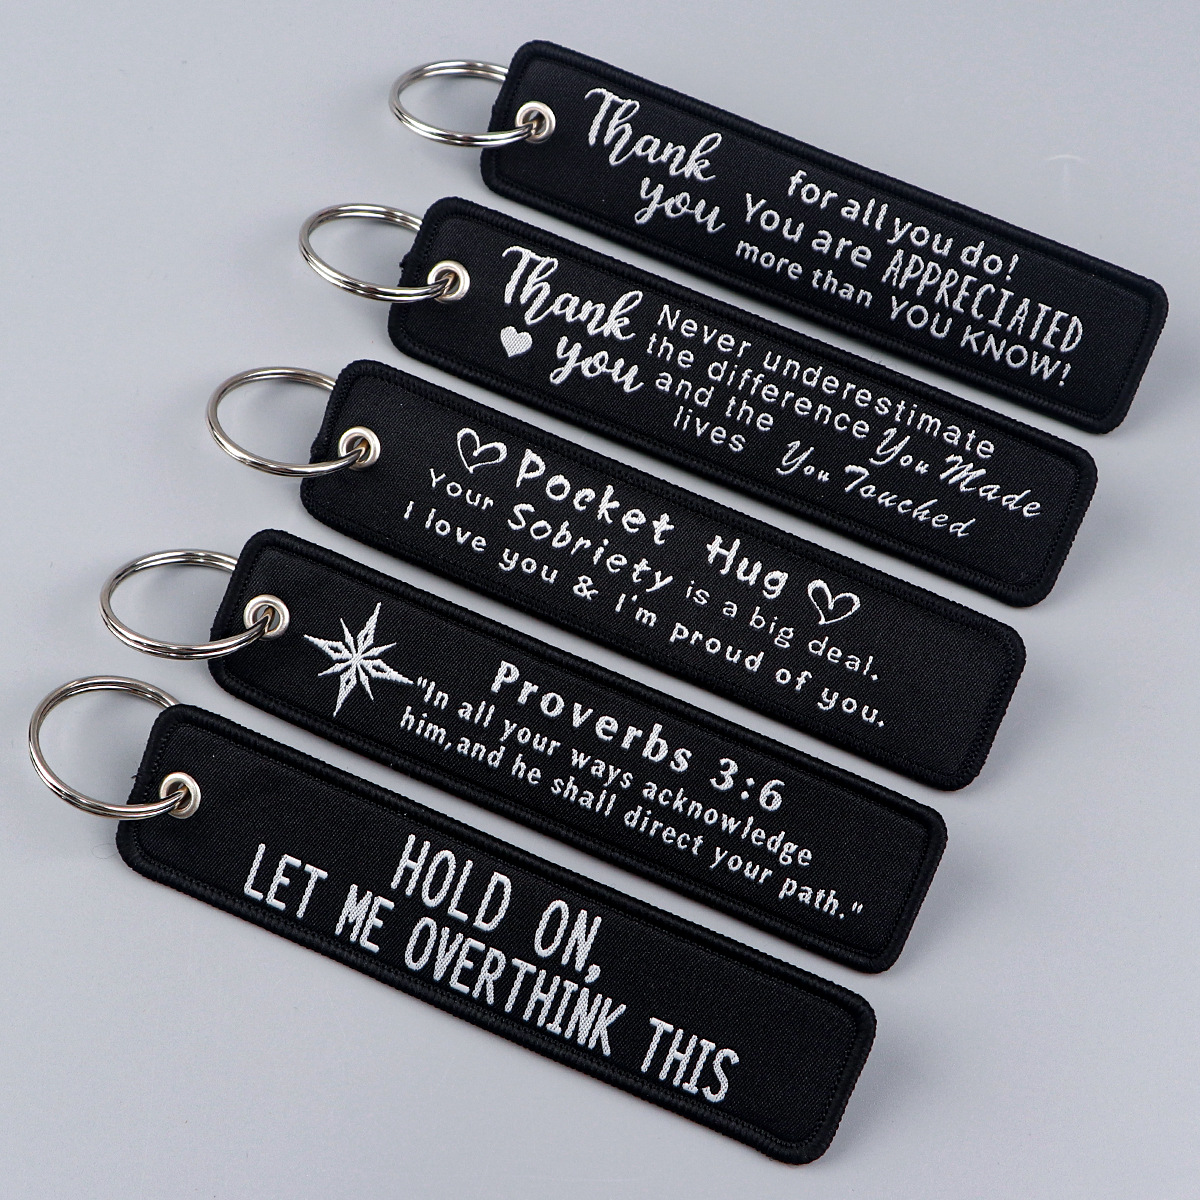 Thank you
for all you do!
You are APPRECIATED
more than YOU KNOW!
Thank you
Never underestimate
the difference You Made
and the lives You Touched
Pocket Hug
Your Sobriety is a big deal.
I love you & I'm proud of you.
Proverbs 3:6
"In all your ways acknowledge
him, and he shall direct your path."
HOLD ON,
LET ME OVERTHINK THIS